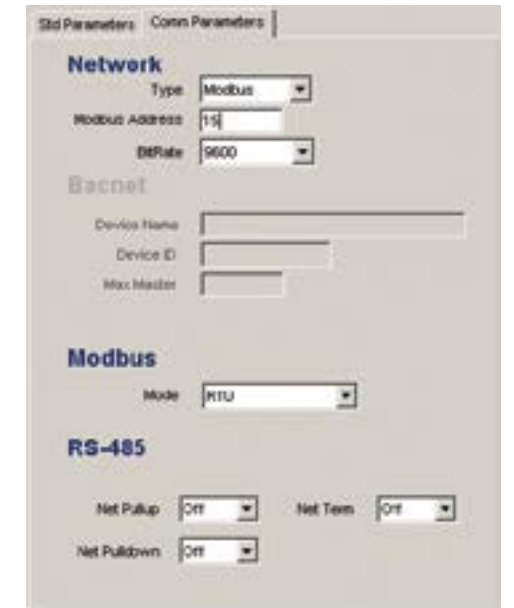 Std Parameters Comm Parameters
Network
Type Modbus
Modbus Address 15
BitRate 9600
Bacnet
Device Name
Device ID
Max Master
Modbus
Mode RTU
RS-485
Net Pullup Off Net Term Off
Net Pulldown Off